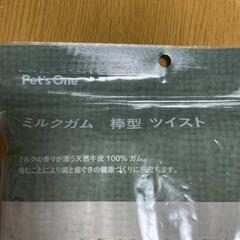 Pet'sOne
ミルクガム 棒型 ツイスト
ミルクの香りが漂う天然牛皮100%ガム。
噛むことにより歯と歯ぐきの健康づくりに役立ちます。